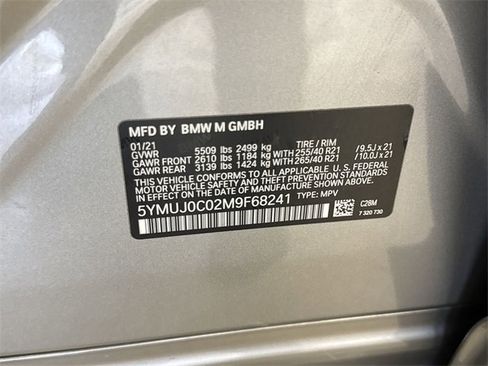 MFD BY BMW M GMBH
01/21 TIRE / RIM
GVWR 5509 lbs 2499 kg
GAWR FRONT 2610 lbs 1184 kg WITH 255/40 R21 / 9.5J x 21
GAWR REAR 3139 lbs 1424 kg WITH 265/40 R21 / 10.0J x 21
THIS VEHICLE CONFORMS TO ALL APPLICABLE U.S. FEDERAL
MOTOR VEHICLE SAFETY AND THEFT PREVENTION STANDARDS
IN EFFECT ON THE DATE OF MANUFACTURE SHOWN ABOVE.
5YMUJ0C02M9F68241 TYPE: MPV
C28M
7 320 730